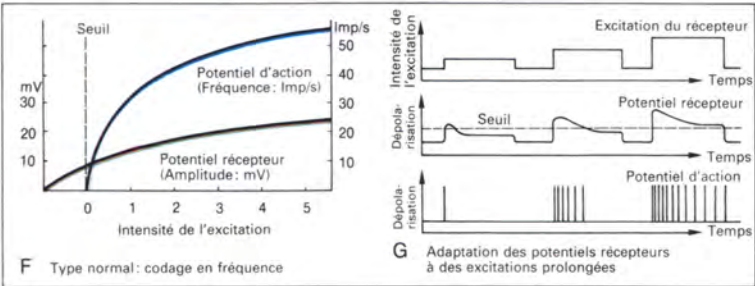 Seuil
Imp/s
50
40
30
20
10
mV
30
20
10
Potentiel d'action
(Fréquence: Imp/s)
Potentiel récepteur
(Amplitude: mV)
0 1 2 3 4 5
Intensité de l'excitation
F Type normal: codage en fréquence
Intensité de
l'excitation
Excitation du récepteur
Temps
Dépola-
risation
Seuil
Potentiel récepteur
Temps
Dépola-
risation
Potentiel d'action
Temps
G Adaptation des potentiels récepteurs
à des excitations prolongées